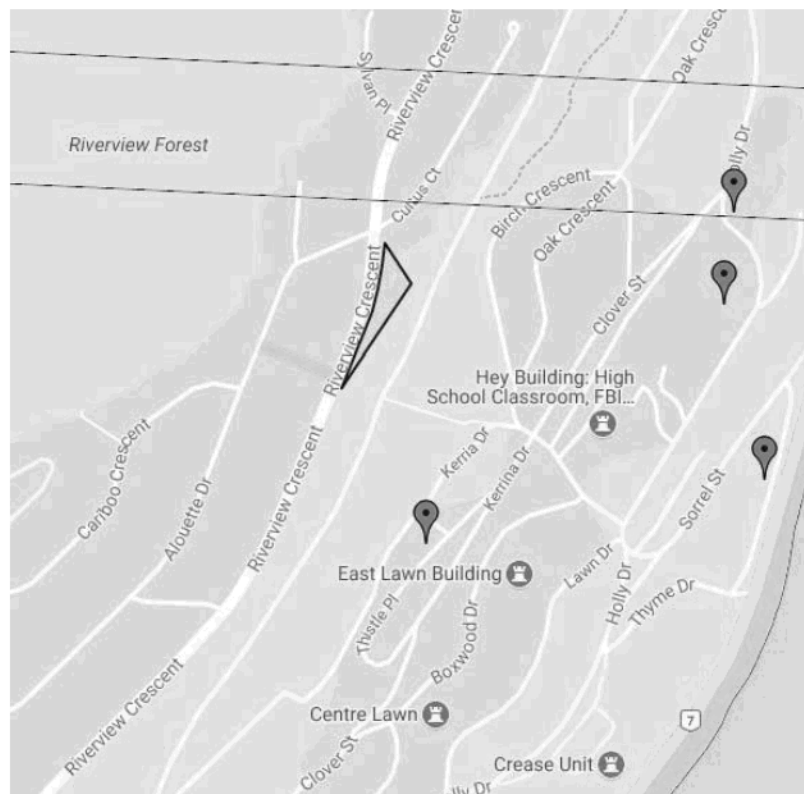 Sylvan Pl
Riverview Crescent
Oak Cresc
Riverview Forest
Cultus Ct
olly Dr
Birch Crescent
Oak Crescent
Riverview Crescent
Clover St
Hey Building: High
School Classroom, FBI...
Cariboo Crescent
Alouette Dr
Riverview Crescent
Kerria Dr
Kerrina Dr
Sorrel St
East Lawn Building
Lawn Dr
Holly Dr
Thyme Dr
Thistle Pl
Boxwood Dr
Riverview Crescent
Centre Lawn
7
Clover St
Crease Unit
lly Dr